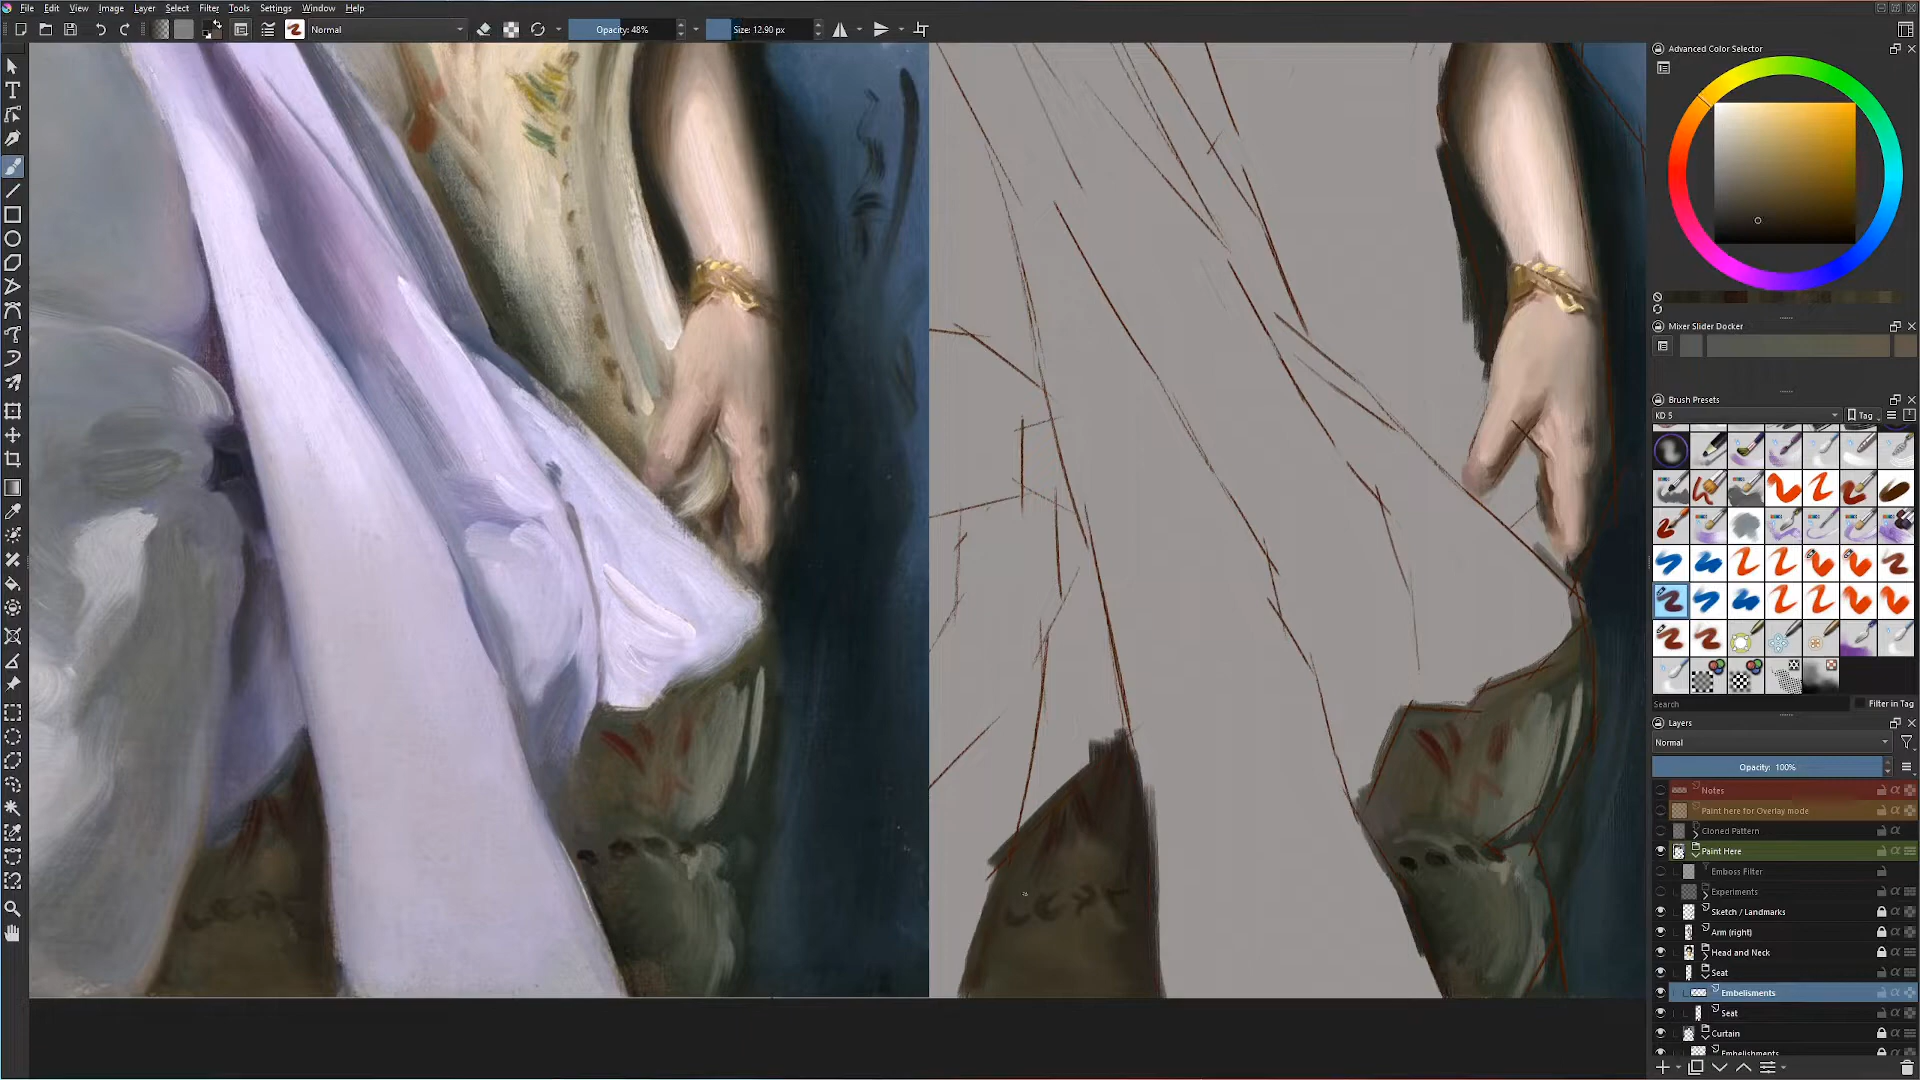 File Edit View Image Layer Select Filter Tools Settings Window Help
Normal Opacity: 48% Size: 12.90 px
Advanced Color Selector
Mixer Slider Docker
Brush Presets
KD 5 Tag
Search Filter in Tag
Layers
Normal
Opacity: 100%
Notes
Paint here for Overlay mode
Cloned Pattern
Paint Here
Emboss Filter
Experiments
Sketch / Landmarks
Arm (right)
Head and Neck
Seat
Embelisments
Seat
Curtain
Embellishments